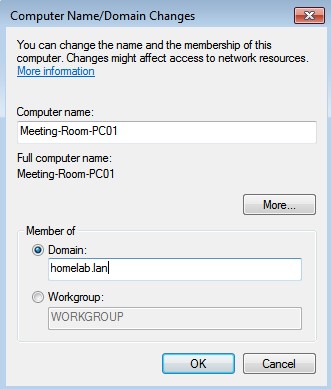 Computer Name/Domain Changes
You can change the name and the membership of this
computer. Changes might affect access to network resources.
More information
Computer name:
Meeting-Room-PC01
Full computer name:
Meeting-Room-PC01
More...
Member of
Domain:
homelab.lan
Workgroup:
WORKGROUP
OK
Cancel